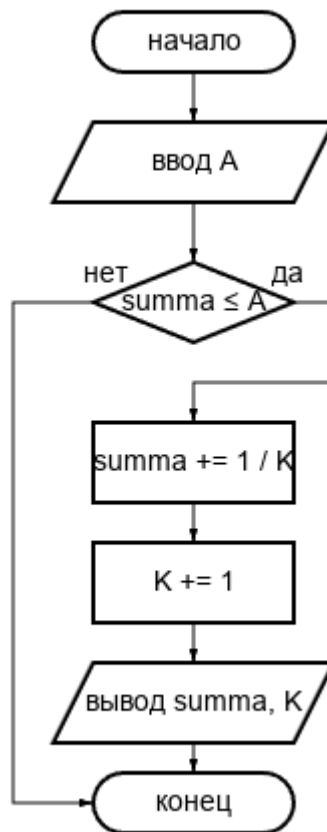 начало
ввод A
нет
да
summa ≤ A
summa += 1 / K
K += 1
вывод summa, K
конец